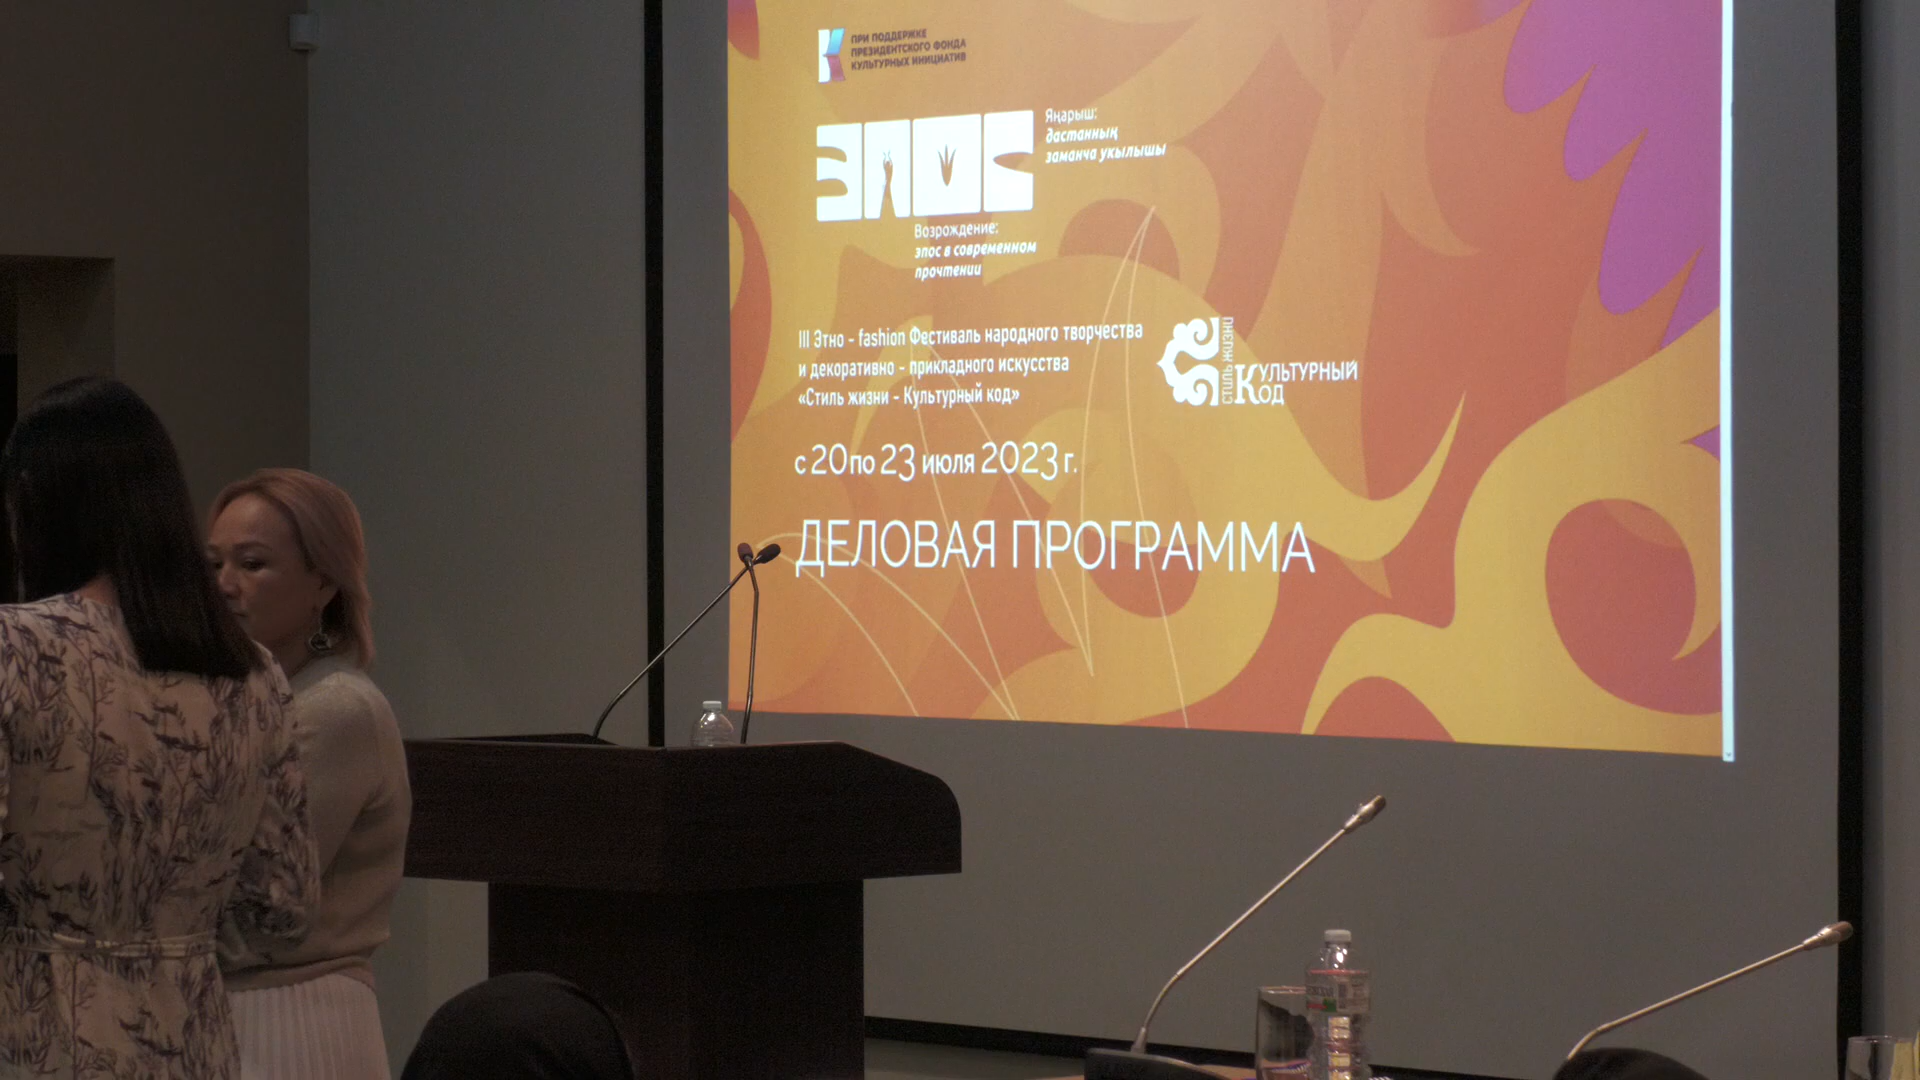 ПРИ ПОДДЕРЖКЕ
ПРЕЗИДЕНТСКОГО ФОНДА
КУЛЬТУРНЫХ ИНИЦИАТИВ
ЭПОС
Яңарыш:
дастанның
заманча укылышы
Возрождение:
эпос в современном
прочтении
III Этно - fashion Фестиваль народного творчества
и декоративно - прикладного искусства
«Стиль жизни - Культурный код»
СТИЛЬ ЖИЗНИ
КУЛЬТУРНЫЙ
КОД
с 20 по 23 июля 2023 г.
ДЕЛОВАЯ ПРОГРАММА